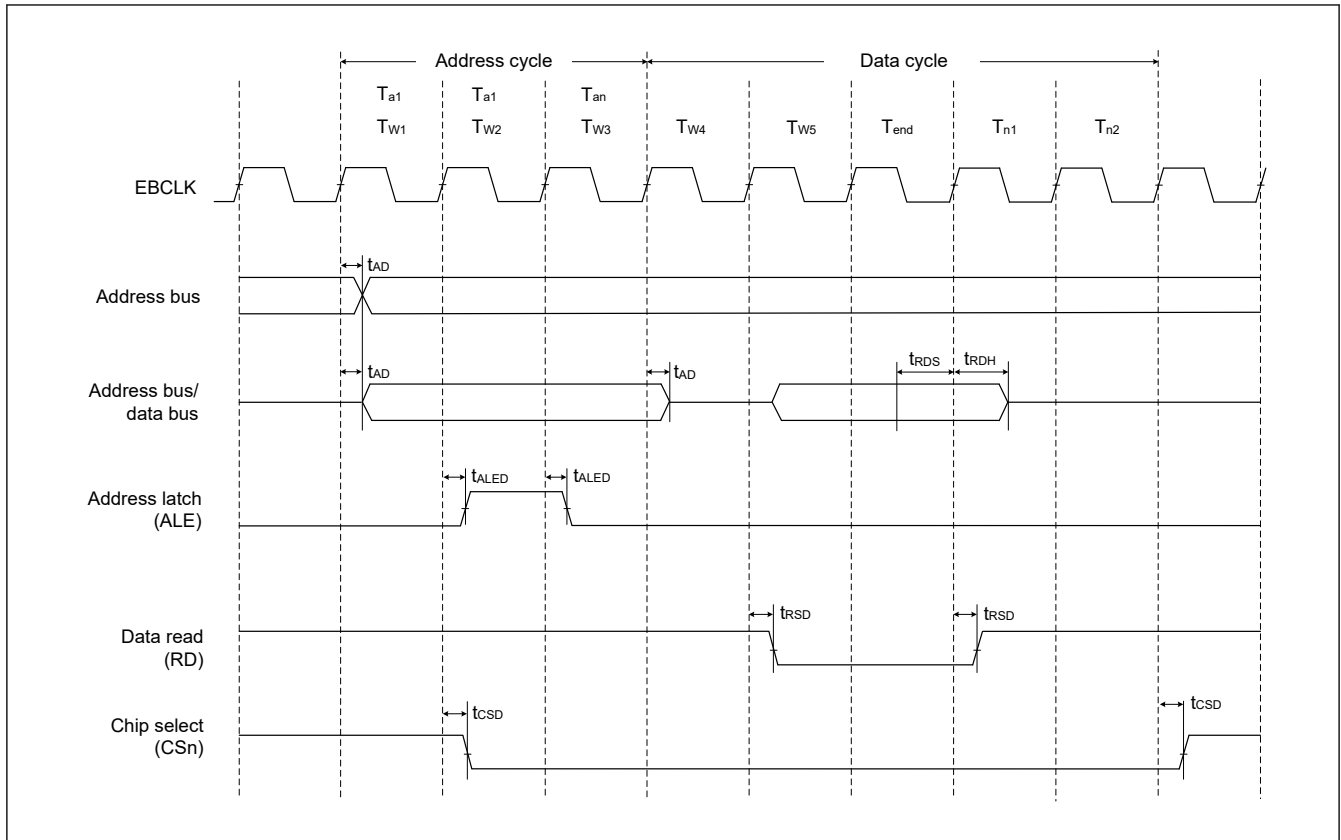 Address cycle Data cycle
Ta1 Ta1 Tan
TW1 TW2 TW3 TW4 TW5 Tend Tn1 Tn2
EBCLK
tAD
Address bus
tRDS tRDH
tAD tAD
Address bus/
data bus
tALED tALED
Address latch
(ALE)
tRSD tRSD
Data read
(RD)
tCSD tCSD
Chip select
(CSn)